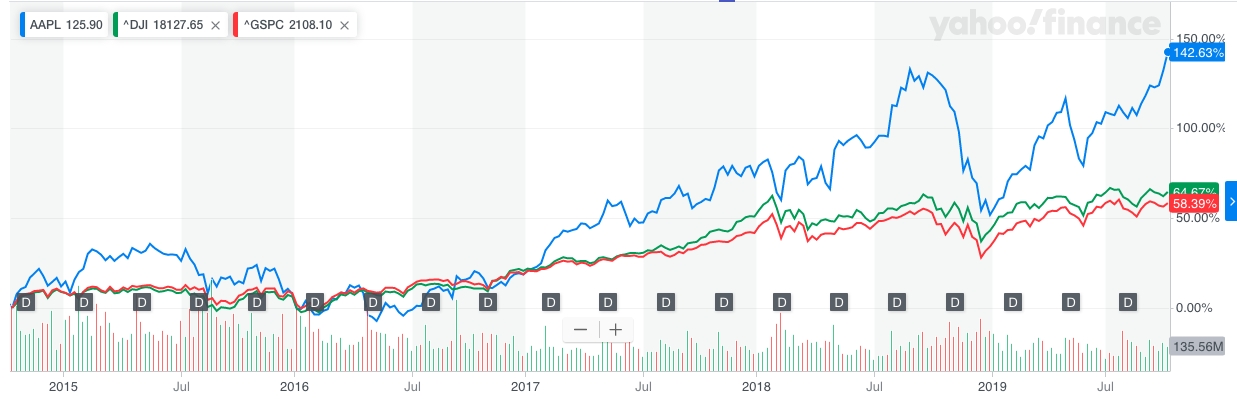 AAPL 125.90 ^DJI 18127.65 × ^GSPC 2108.10 ×
yahoo!finance
150.00%
142.63%
100.00%
64.67%
58.39%
50.00%
D D D D D D D D D D D D D D D D D D D D
0.00%
− +
135.56M
2015 Jul 2016 Jul 2017 Jul 2018 Jul 2019 Jul